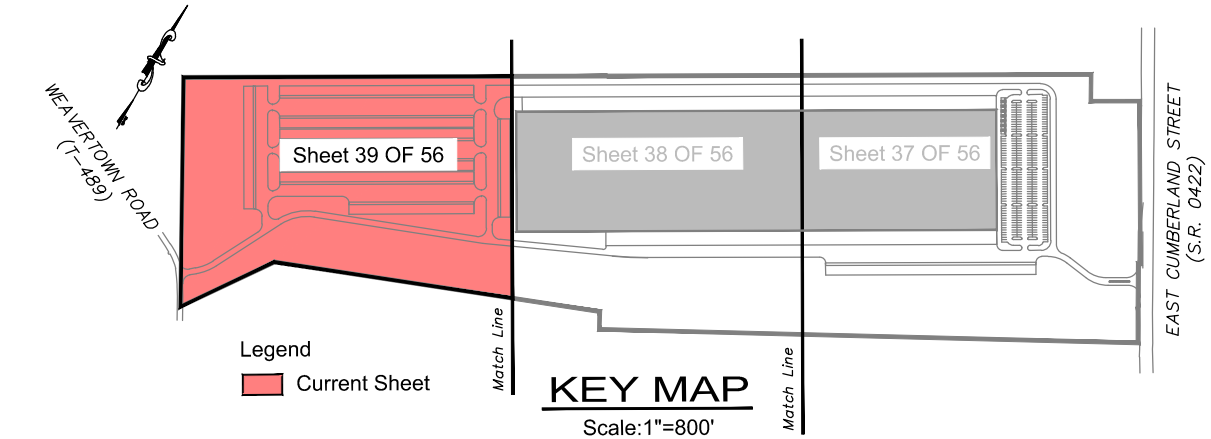 WEAVERTOWN ROAD
(T-489)
Sheet 39 OF 56
Sheet 38 OF 56
Sheet 37 OF 56
EAST CUMBERLAND STREET
(S.R. 0422)
Legend
Current Sheet
Match Line
KEY MAP
Scale:1"=800'
Match Line